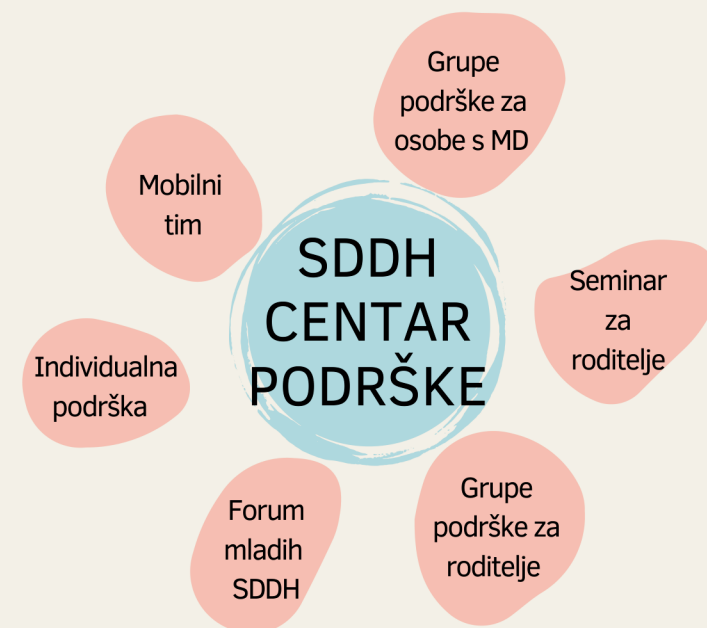 Grupe
podrške za
osobe s MD
Mobilni
tim
SDDH
CENTAR
PODRŠKE
Seminar
za
roditelje
Individualna
podrška
Grupe
podrške za
roditelje
Forum
mladih
SDDH